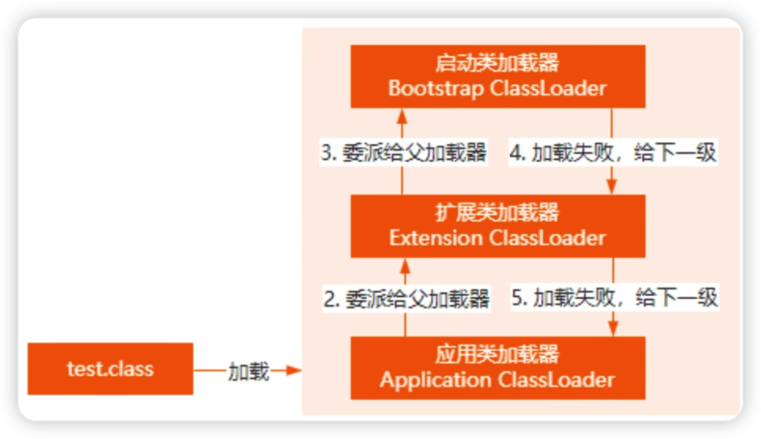 启动类加载器
Bootstrap ClassLoader
3. 委派给父加载器
4. 加载失败，给下一级
扩展类加载器
Extension ClassLoader
2. 委派给父加载器
5. 加载失败，给下一级
test.class
加载
应用类加载器
Application ClassLoader